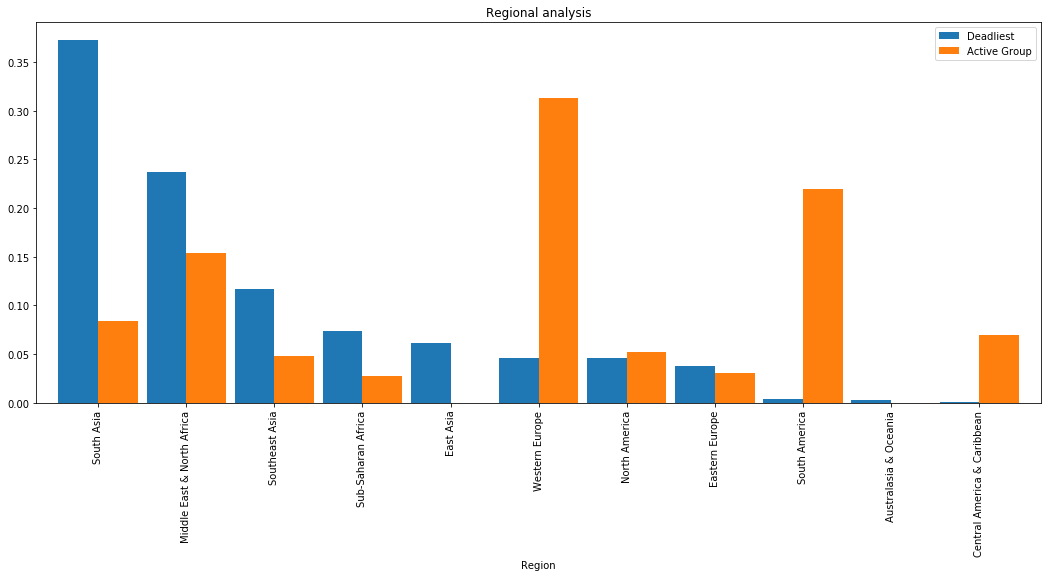 Regional analysis
Deadliest
Active Group
0.35
0.30
0.25
0.20
0.15
0.10
0.05
0.00
South Asia
Middle East & North Africa
Southeast Asia
Sub-Saharan Africa
East Asia
Western Europe
North America
Eastern Europe
South America
Australasia & Oceania
Central America & Caribbean
Region